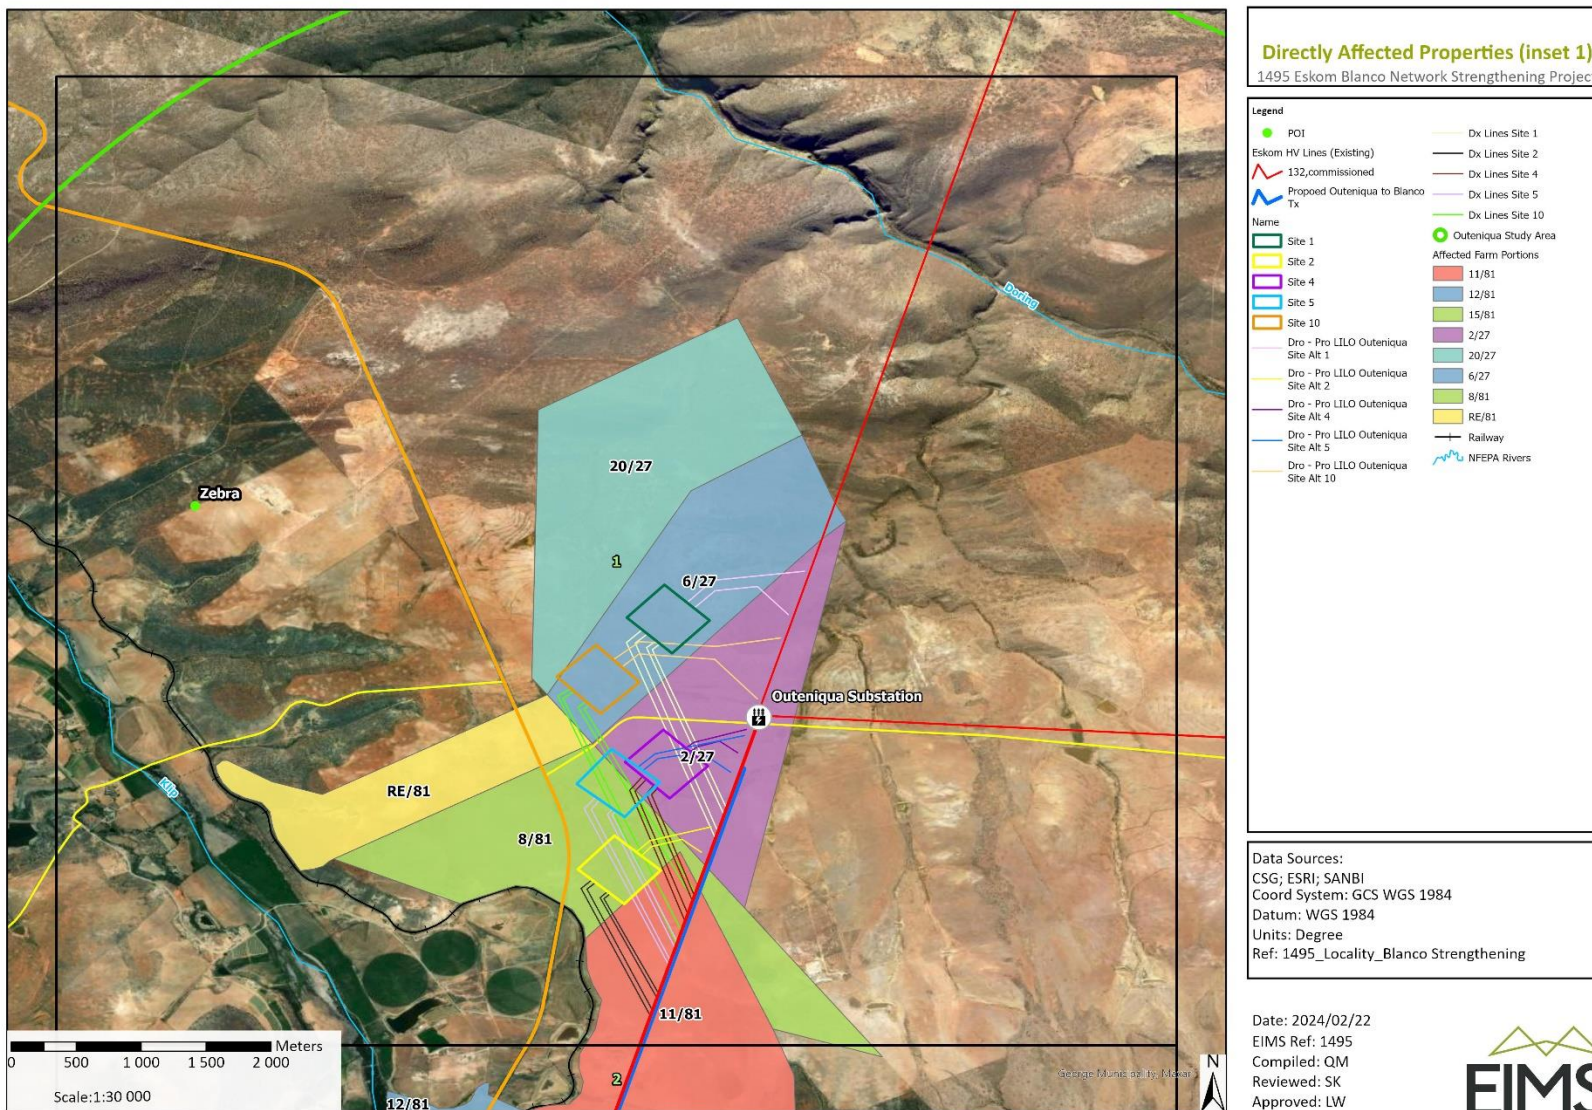 Directly Affected Properties (inset 1)
1495 Eskom Blanco Network Strengthening Projec
Legend
POI
Eskom HV Lines (Existing)
132,commissioned
Propoed Outeniqua to Blanco
Tx
Name
Site 1
Site 2
Site 4
Site 5
Site 10
Dro - Pro LILO Outeniqua
Site Alt 1
Dro - Pro LILO Outeniqua
Site Alt 2
Dro - Pro LILO Outeniqua
Site Alt 4
Dro - Pro LILO Outeniqua
Site Alt 5
Dro - Pro LILO Outeniqua
Site Alt 10
Dx Lines Site 1
Dx Lines Site 2
Dx Lines Site 4
Dx Lines Site 5
Dx Lines Site 10
Outeniqua Study Area
Affected Farm Portions
11/81
12/81
15/81
2/27
20/27
6/27
8/81
RE/81
Railway
NFEPA Rivers
Doring
20/27
Zebra
1
6/27
Outeniqua Substation
2/27
Klip
RE/81
8/81
11/81
2
12/81
George Municipality, Maxar
N
Meters
0 500 1 000 1 500 2 000
Scale:1:30 000
Data Sources:
CSG; ESRI; SANBI
Coord System: GCS WGS 1984
Datum: WGS 1984
Units: Degree
Ref: 1495_Locality_Blanco Strengthening
Date: 2024/02/22
EIMS Ref: 1495
Compiled: QM
Reviewed: SK
Approved: LW
EIMS